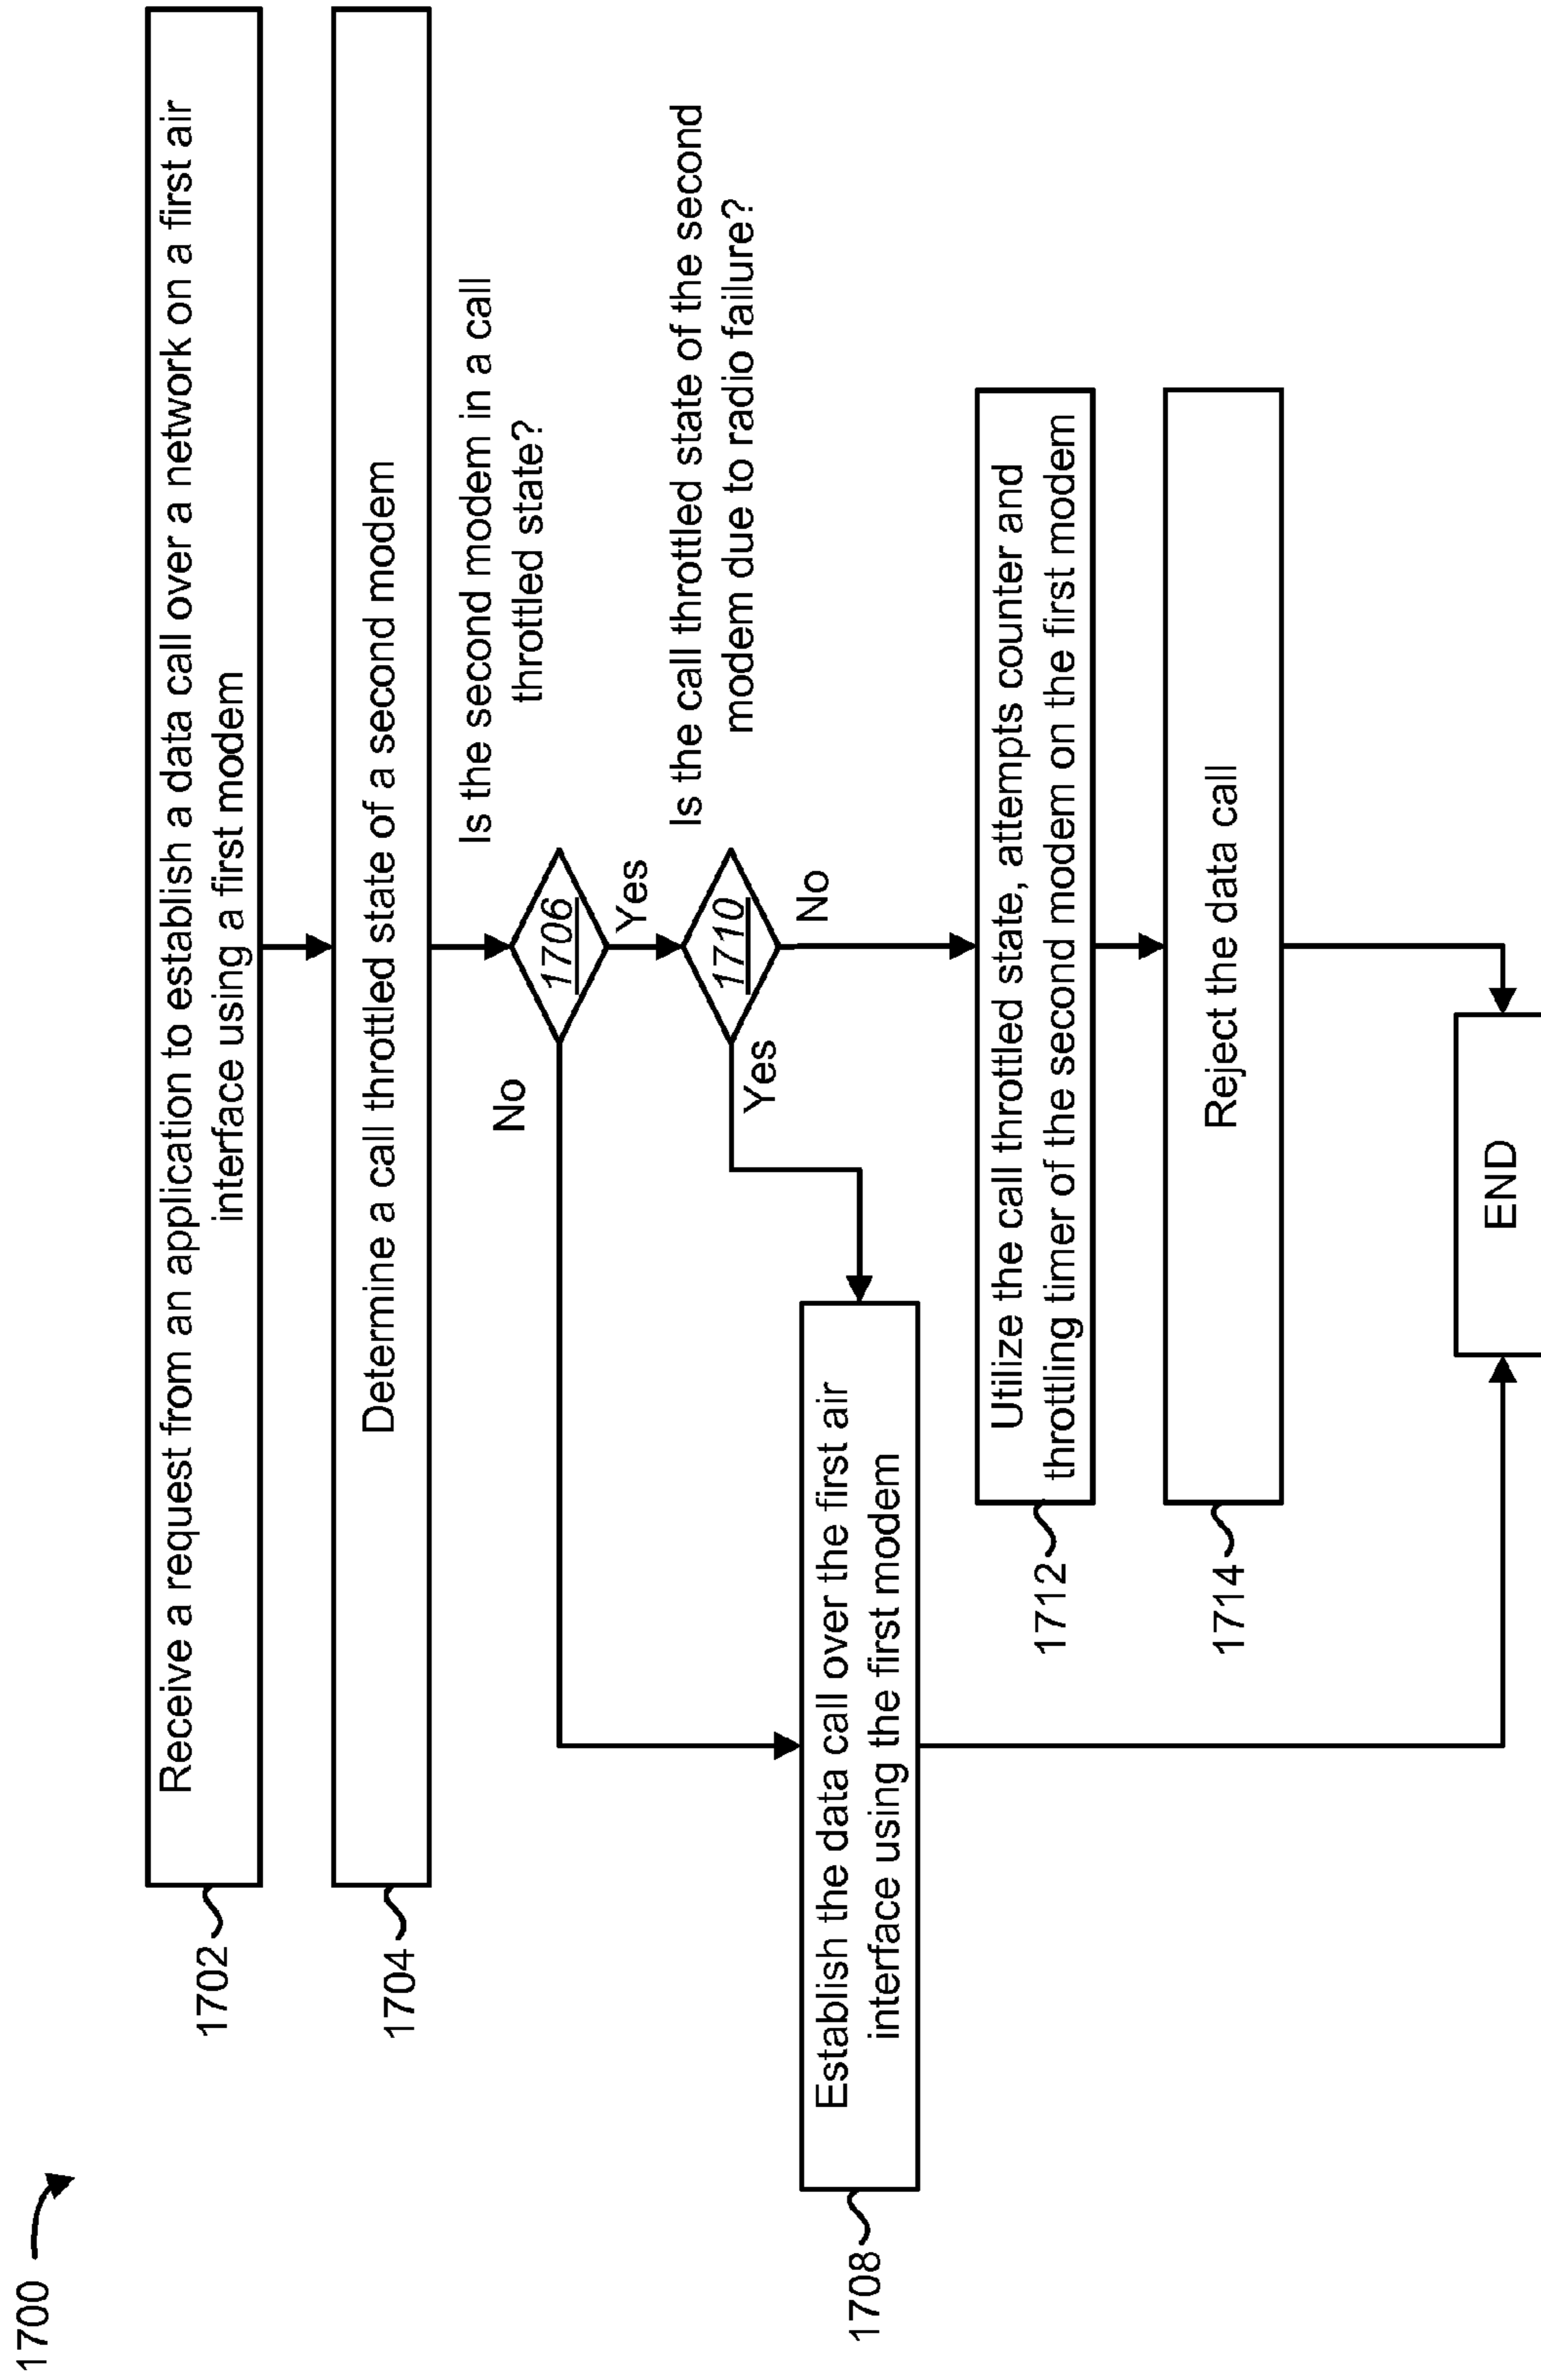 1700
1702
Receive a request from an application to establish a data call over a network on a first air
interface using a first modem
1704
Determine a call throttled state of a second modem
Is the second modem in a call
throttled state?
1706
No
Yes
Is the call throttled state of the second
modem due to radio failure?
1710
Yes
No
1708
Establish the data call over the first air
interface using the first modem
1712
Utilize the call throttled state, attempts counter and
throttling timer of the second modem on the first modem
1714
Reject the data call
END